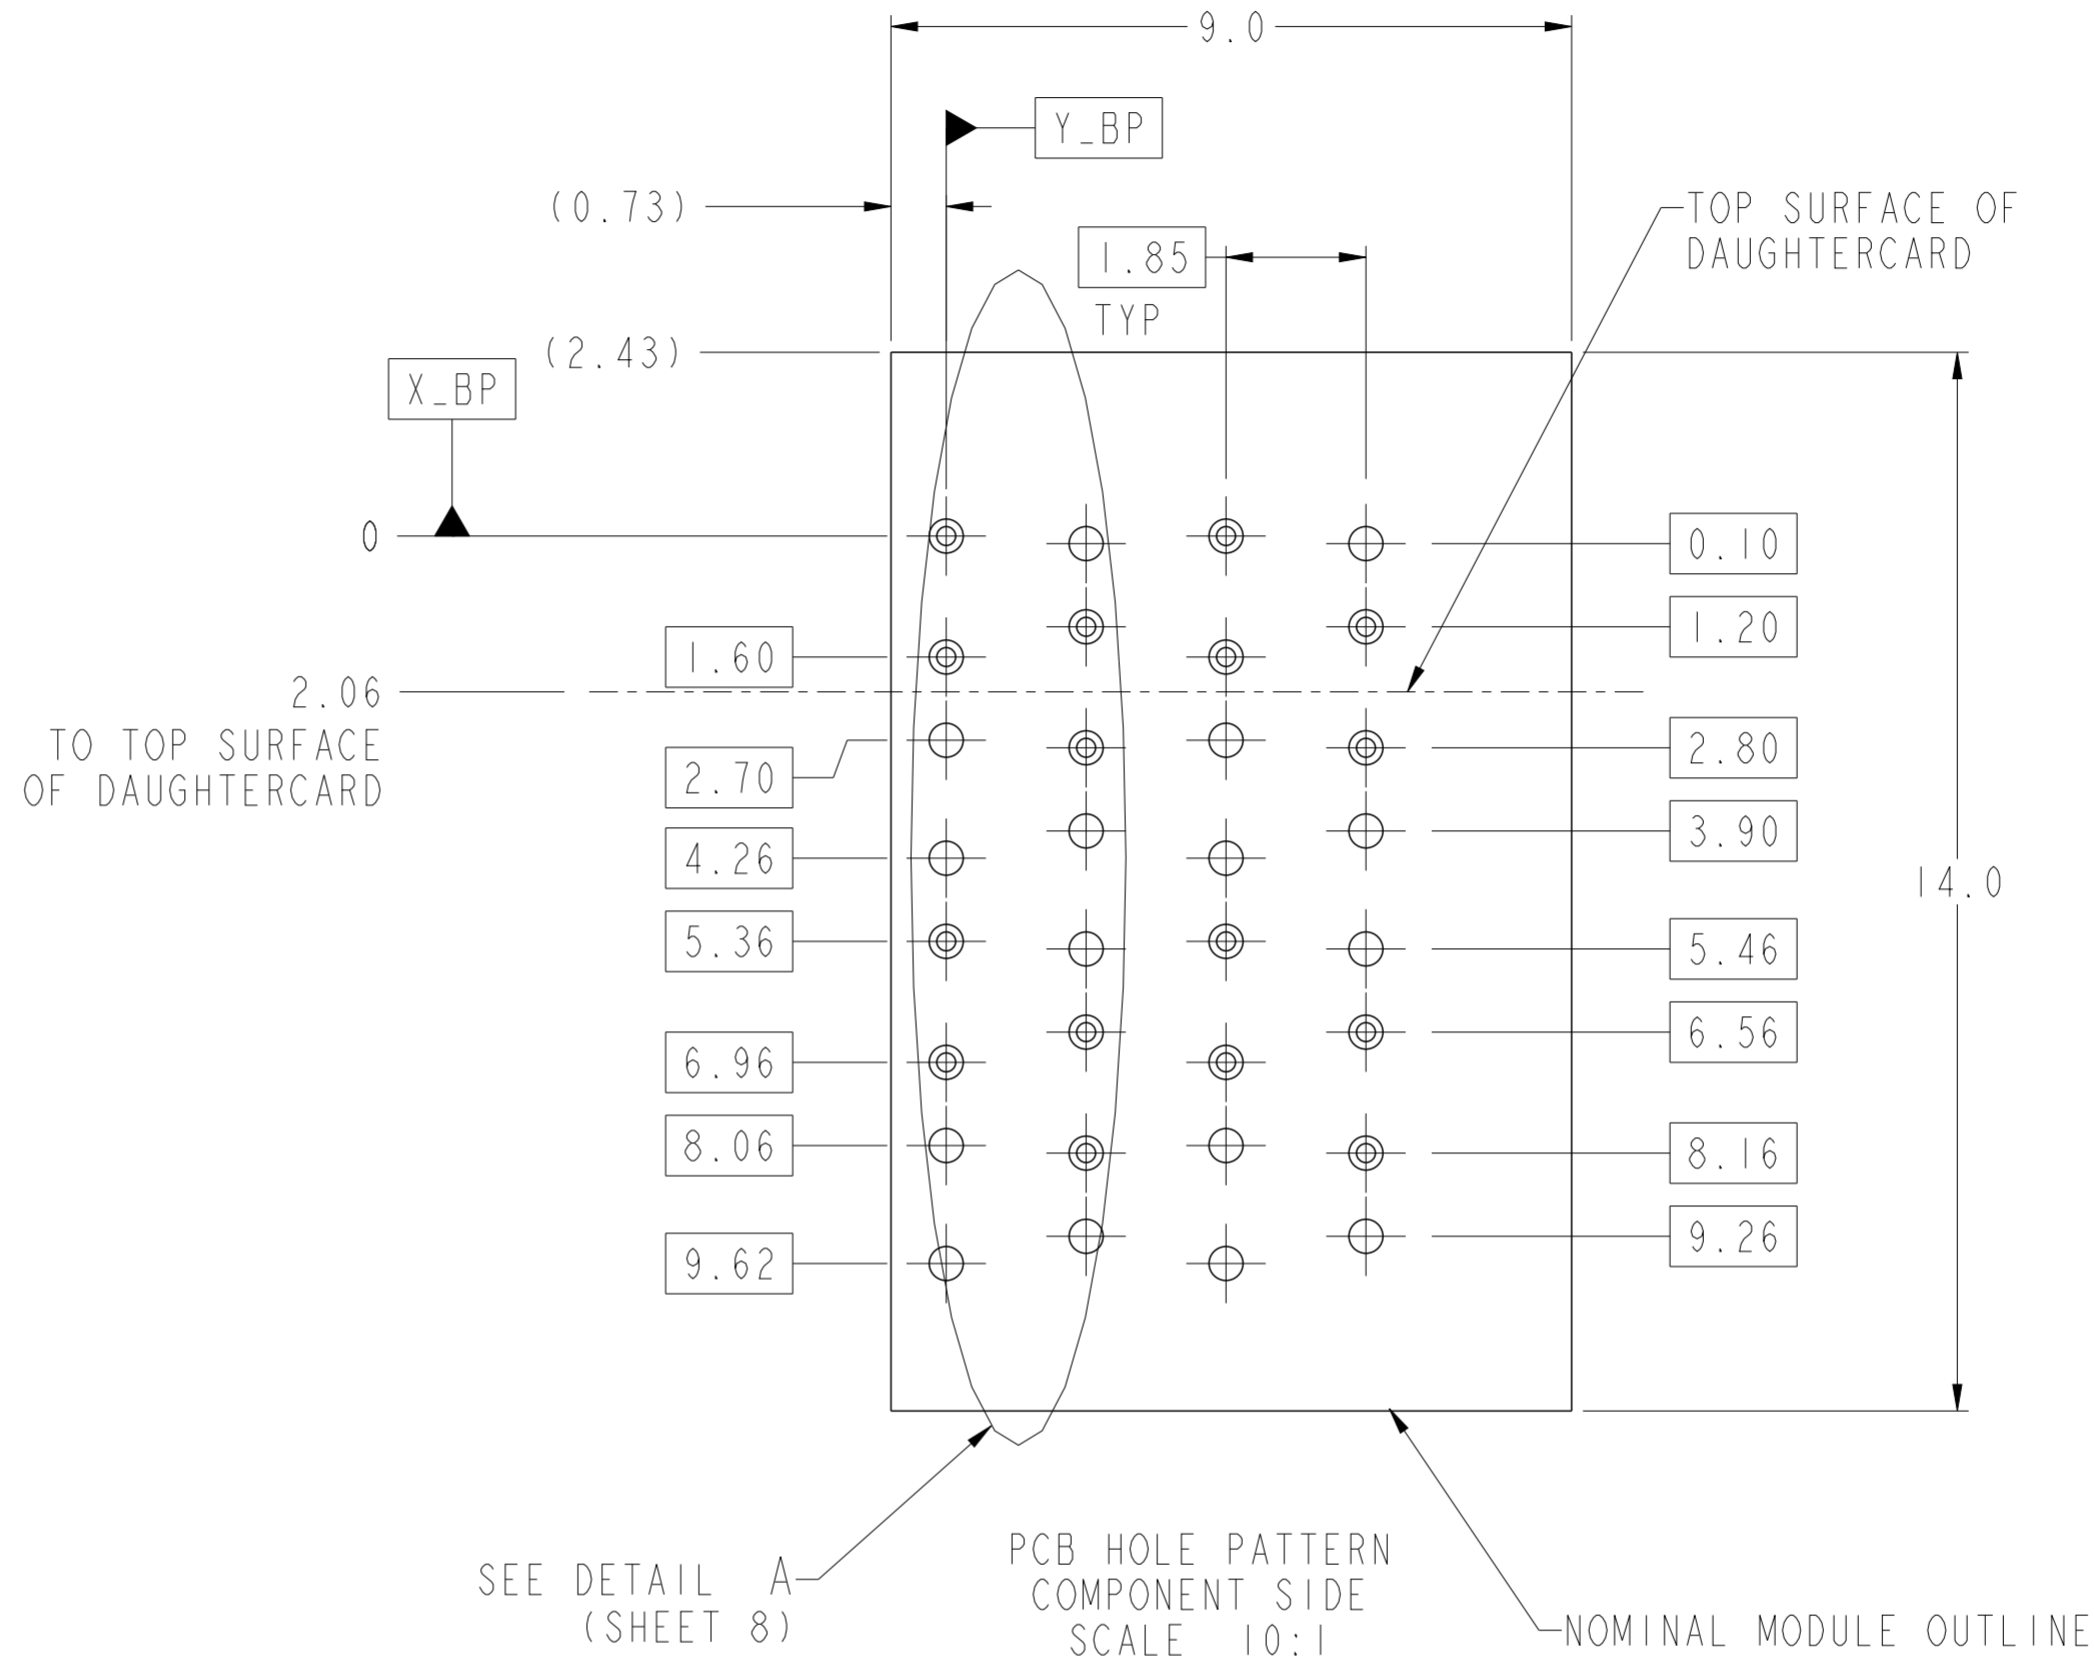 9.0
Y_BP
(0.73)
1.85
TYP
TOP SURFACE OF
DAUGHTERCARD
(2.43)
X_BP
0
0.10
1.20
1.60
2.06
TO TOP SURFACE
OF DAUGHTERCARD
2.70
2.80
3.90
4.26
14.0
5.36
5.46
6.56
6.96
8.06
8.16
9.26
9.62
SEE DETAIL A
(SHEET 8)
PCB HOLE PATTERN
COMPONENT SIDE
SCALE 10:1
NOMINAL MODULE OUTLINE